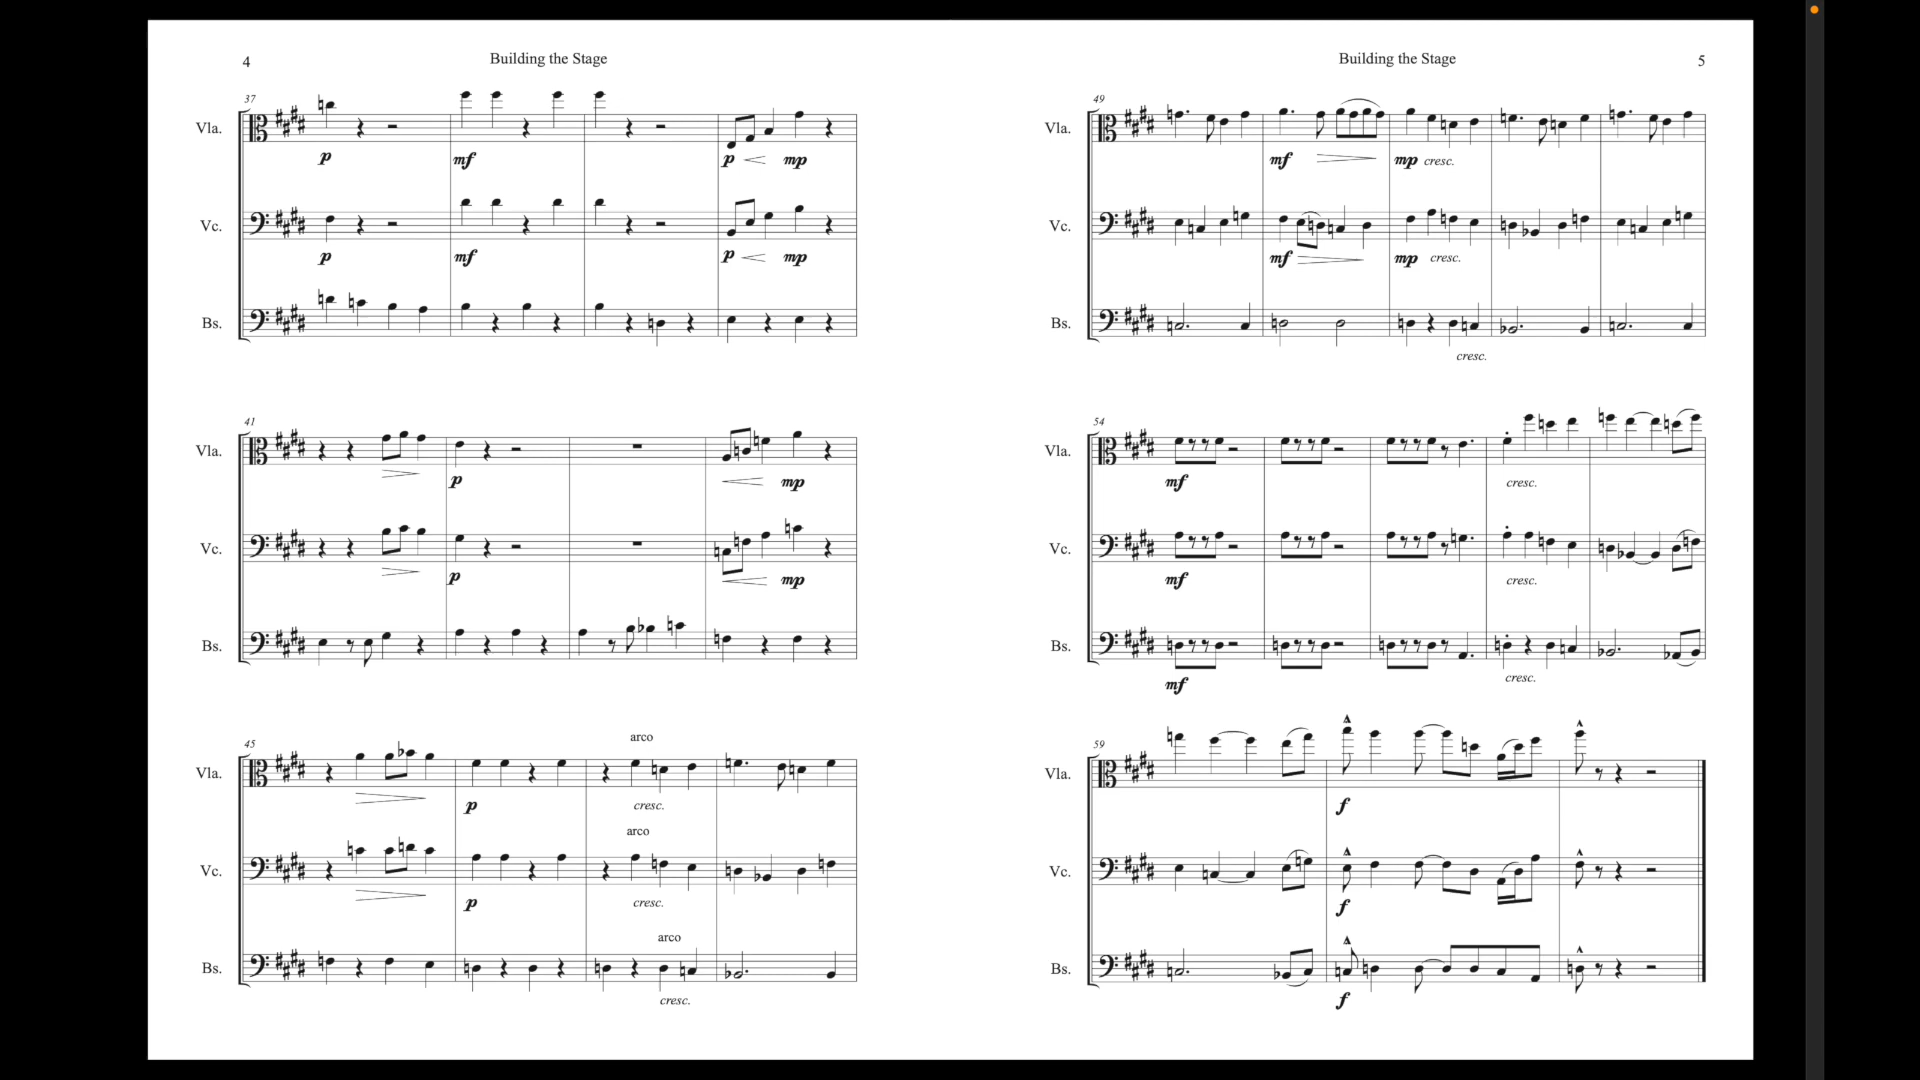 4
Building the Stage
37
Vla.
p
mf
p
mp
Vc.
p
mf
p
mp
Bs.
41
Vla.
p
mp
Vc.
p
mp
Bs.
45
arco
Vla.
p
cresc.
arco
Vc.
p
cresc.
arco
Bs.
cresc.
Building the Stage
5
49
Vla.
mf
mp cresc.
Vc.
mf
mp cresc.
Bs.
cresc.
54
Vla.
mf
cresc.
Vc.
mf
cresc.
Bs.
mf
cresc.
59
Vla.
f
Vc.
f
Bs.
f